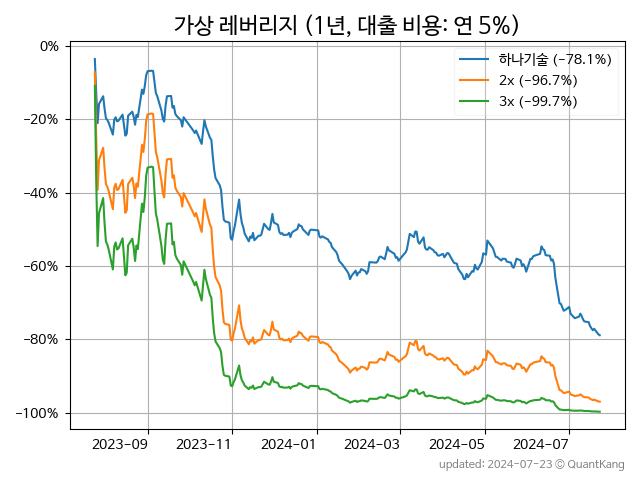 가상 레버리지 (1년, 대출 비용: 연 5%)
0%
−20%
−40%
−60%
−80%
−100%
하나기술 (−78.1%)
2x (−96.7%)
3x (−99.7%)
2023-09
2023-11
2024-01
2024-03
2024-05
2024-07
updated: 2024-07-23 © QuantKang